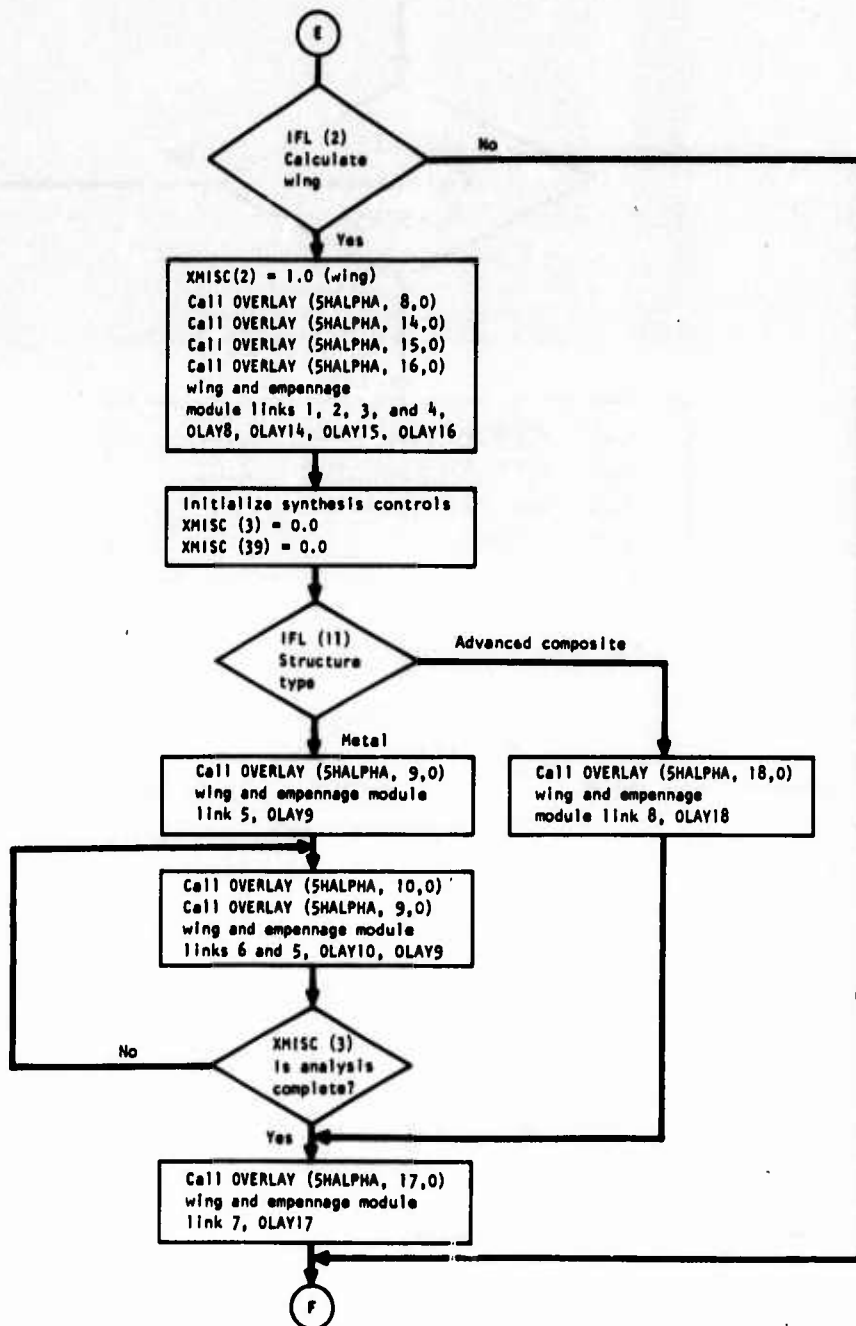 E
IFL (2)
Calculate
wing
No
Yes
XMISC(2) = 1.0 (wing)
Call OVERLAY (5HALPHA, 8,0)
Call OVERLAY (5HALPHA, 14,0)
Call OVERLAY (5HALPHA, 15,0)
Call OVERLAY (5HALPHA, 16,0)
wing and empennage
module links 1, 2, 3, and 4,
OLAY8, OLAY14, OLAY15, OLAY16
Initialize synthesis controls
XMISC (3) = 0.0
XMISC (39) = 0.0
IFL (11)
Structure
type
Advanced composite
Metal
Call OVERLAY (5HALPHA, 9,0)
wing and empennage module
link 5, OLAY9
Call OVERLAY (5HALPHA, 18,0)
wing and empennage
module link 8, OLAY18
Call OVERLAY (5HALPHA, 10,0)
Call OVERLAY (5HALPHA, 9,0)
wing and empennage module
links 6 and 5, OLAY10, OLAY9
XMISC (3)
Is analysis
complete?
No
Yes
Call OVERLAY (5HALPHA, 17,0)
wing and empennage module
link 7, OLAY17
F